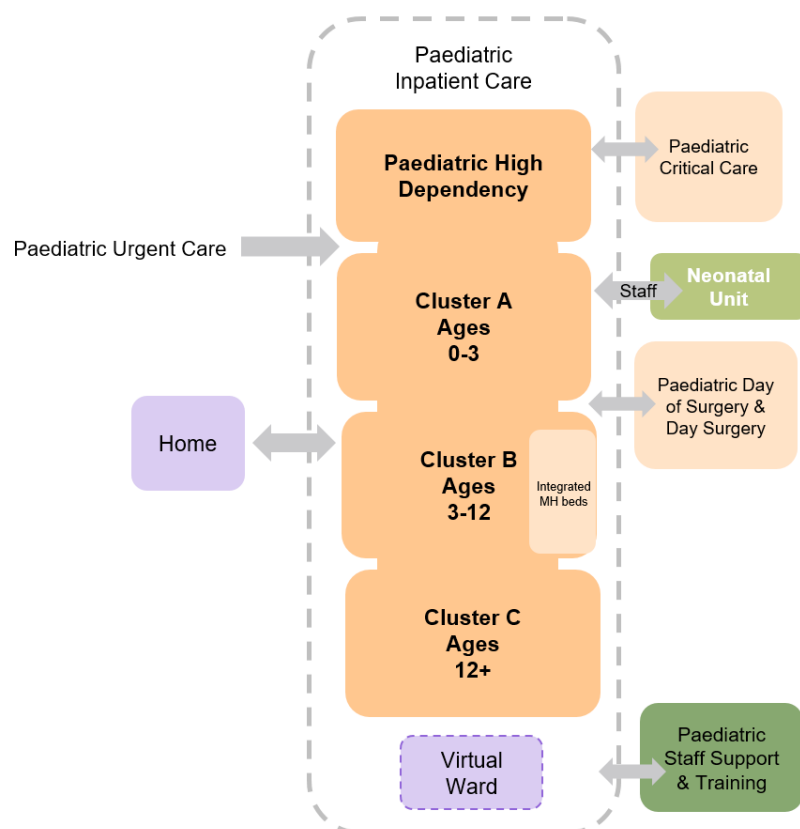 Paediatric
Inpatient Care
Paediatric High
Dependency
Paediatric
Critical Care
Paediatric Urgent Care
Cluster A
Ages
0-3
Staff
Neonatal
Unit
Paediatric Day
of Surgery &
Day Surgery
Home
Cluster B
Ages
3-12
Integrated
MH beds
Cluster C
Ages
12+
Virtual
Ward
Paediatric
Staff Support
& Training